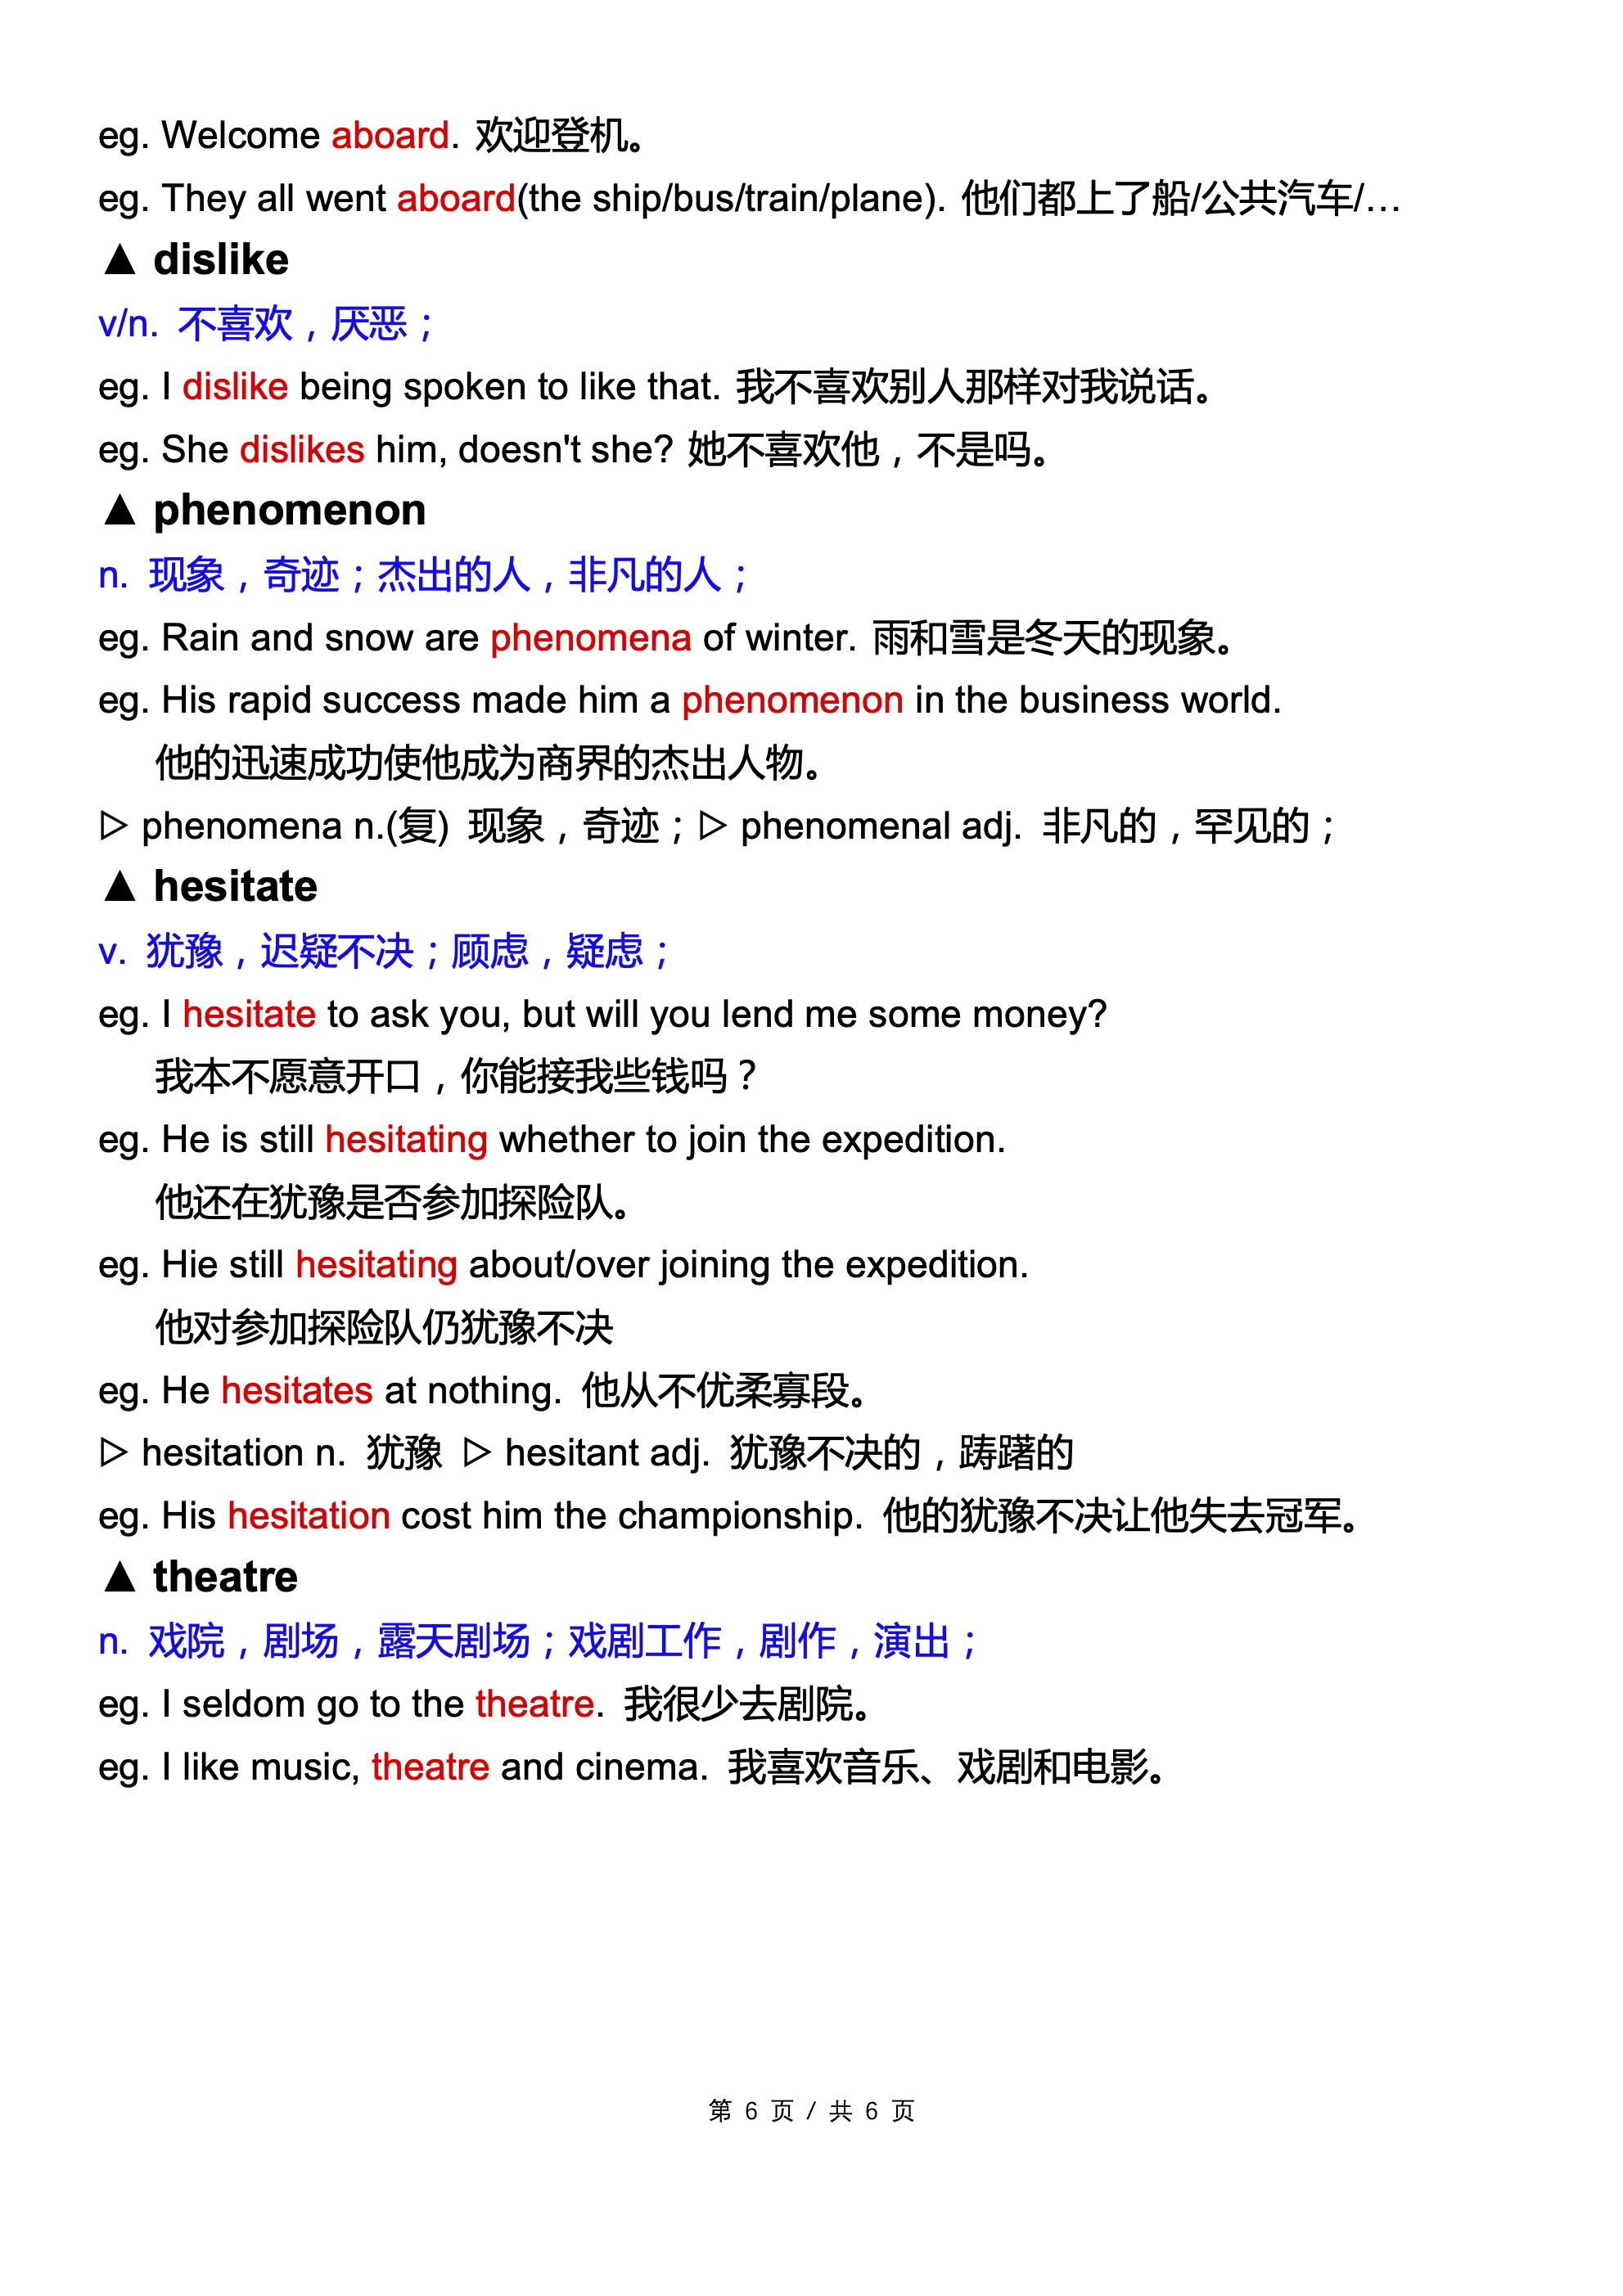 eg. Welcome aboard. 欢迎登机。
eg. They all went aboard(the ship/bus/train/plane). 他们都上了船/公共汽车/…
▲ dislike
v/n. 不喜欢，厌恶；
eg. I dislike being spoken to like that. 我不喜欢别人那样对我说话。
eg. She dislikes him, doesn't she? 她不喜欢他，不是吗。
▲ phenomenon
n. 现象，奇迹；杰出的人，非凡的人；
eg. Rain and snow are phenomena of winter. 雨和雪是冬天的现象。
eg. His rapid success made him a phenomenon in the business world.
他的迅速成功使他成为商界的杰出人物。
▷ phenomena n.(复) 现象，奇迹；▷ phenomenal adj. 非凡的，罕见的；
▲ hesitate
v. 犹豫，迟疑不决；顾虑，疑虑；
eg. I hesitate to ask you, but will you lend me some money?
我本不愿意开口，你能接我些钱吗？
eg. He is still hesitating whether to join the expedition.
他还在犹豫是否参加探险队。
eg. Hie still hesitating about/over joining the expedition.
他对参加探险队仍犹豫不决
eg. He hesitates at nothing. 他从不优柔寡段。
▷ hesitation n. 犹豫 ▷ hesitant adj. 犹豫不决的，踌躇的
eg. His hesitation cost him the championship. 他的犹豫不决让他失去冠军。
▲ theatre
n. 戏院，剧场，露天剧场；戏剧工作，剧作，演出；
eg. I seldom go to the theatre. 我很少去剧院。
eg. I like music, theatre and cinema. 我喜欢音乐、戏剧和电影。
第 6 页 / 共 6 页